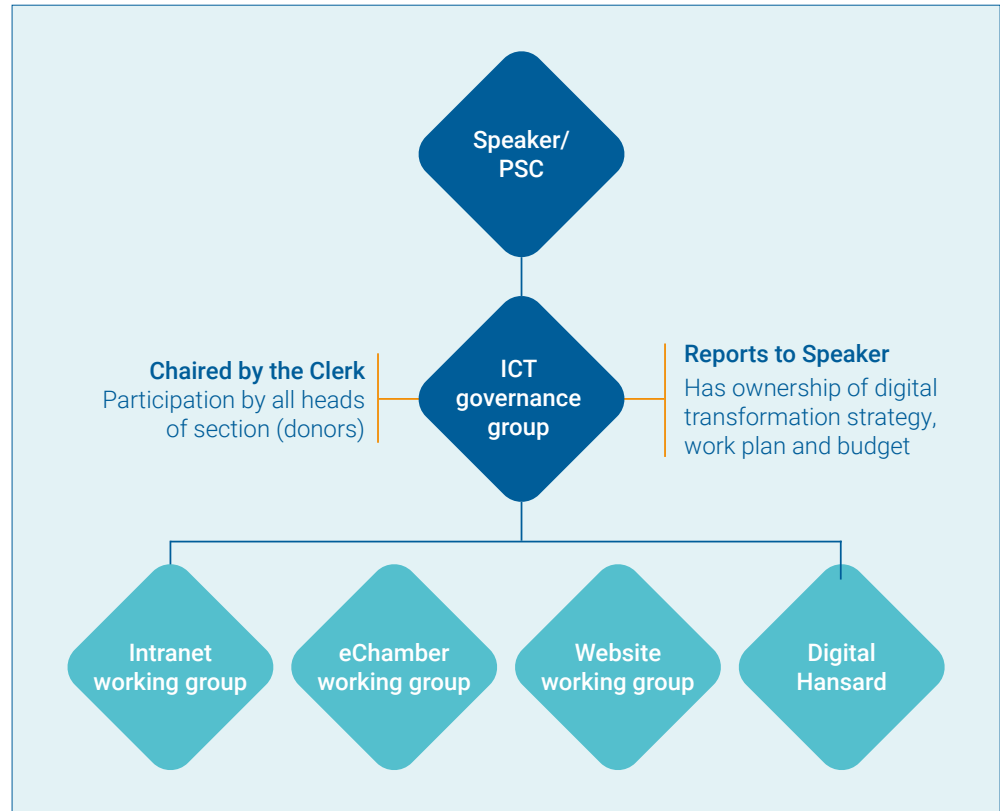 Speaker/
PSC
Chaired by the Clerk
Participation by all heads
of section (donors)
ICT
governance
group
Reports to Speaker
Has ownership of digital
transformation strategy,
work plan and budget
Intranet
working group
eChamber
working group
Website
working group
Digital
Hansard